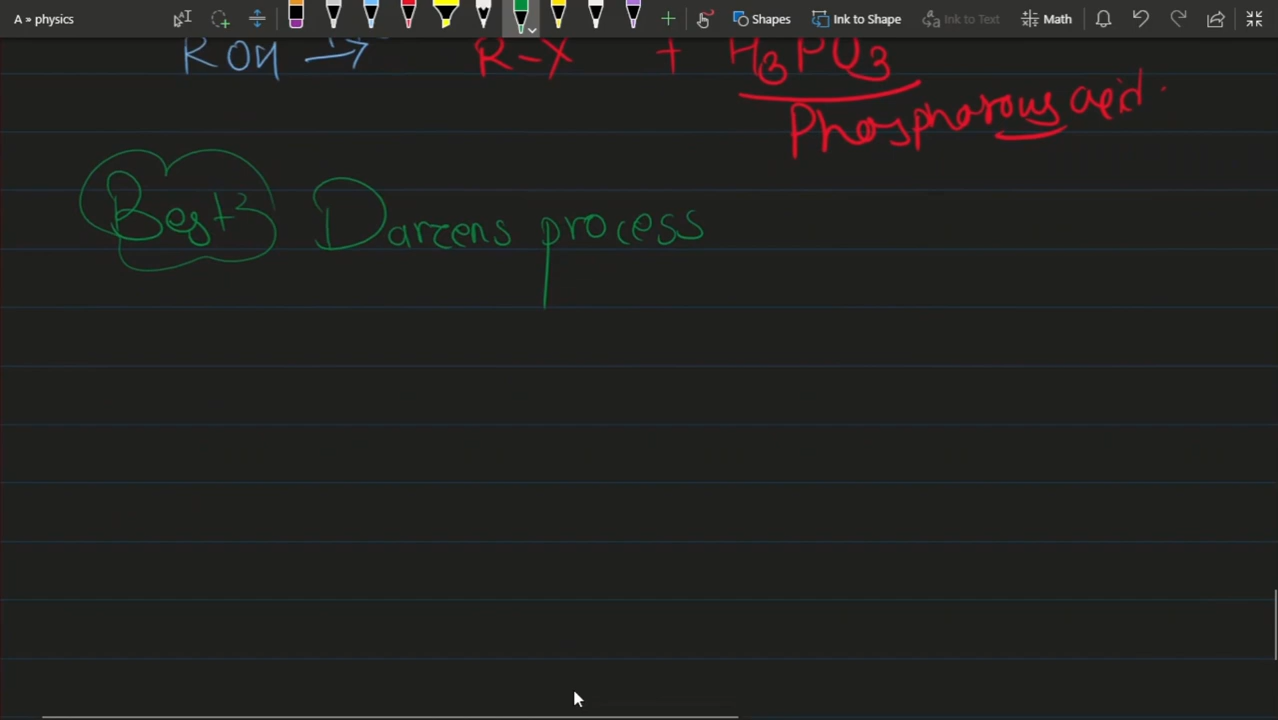 A » physics
Shapes
Ink to Shape
Ink to Text
Math
ROH → R-X + H3PO3
Phosphorous acid.
Best Darzens process